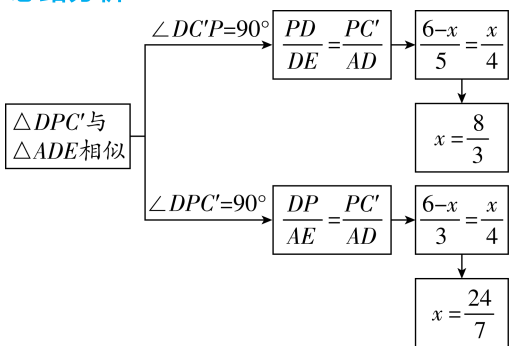 ∠DC′P=90°
PD/DE=PC′/AD
6−x/5=x/4
x=8/3
△DPC′与
△ADE相似
∠DPC′=90°
DP/AE=PC′/AD
6−x/3=x/4
x=24/7